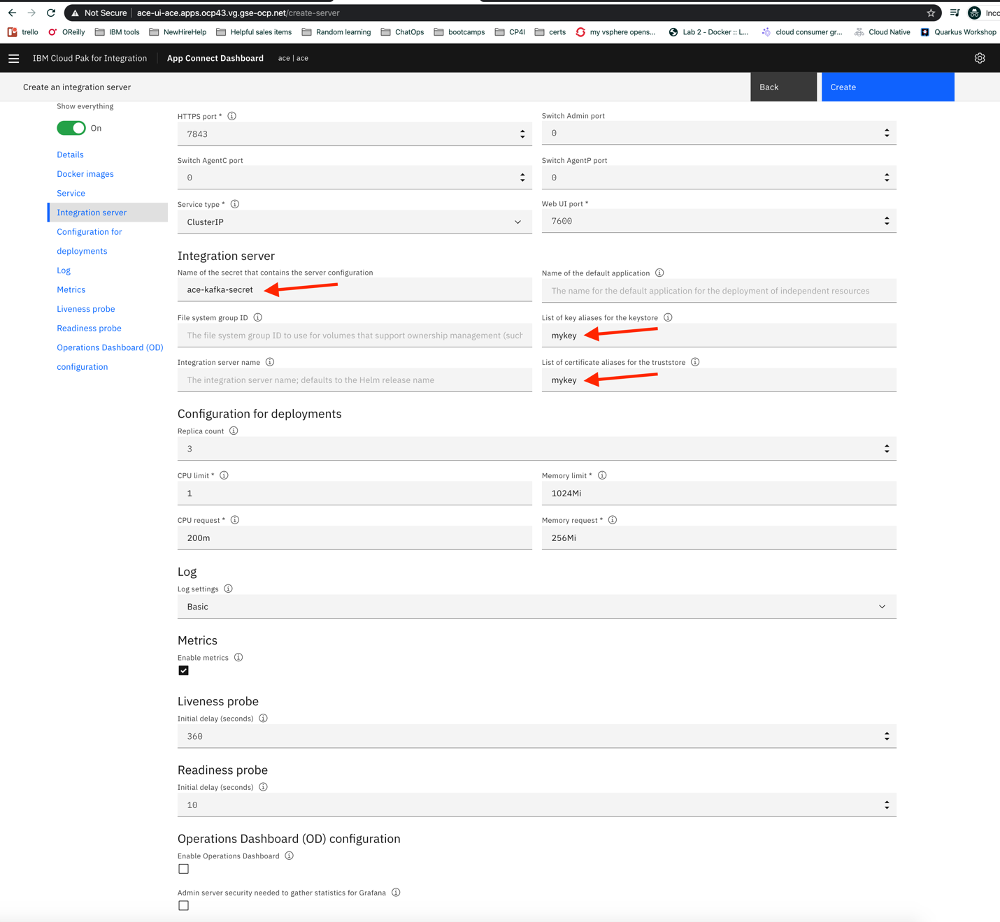 Not Secure | ace-ui-ace.apps.ocp43.vg.gse-ocp.net/create-server
trello OReilly IBM tools NewHireHelp Helpful sales items Random learning ChatOps bootcamps CP4I certs my vsphere opens... Lab 2 - Docker :: L... cloud consumer gr... Cloud Native Quarkus Workshop
IBM Cloud Pak for Integration App Connect Dashboard ace | ace
Create an integration server Back Create
Show everything
On
Details
Docker images
Service
Integration server
Configuration for
deployments
Log
Metrics
Liveness probe
Readiness probe
Operations Dashboard (OD)
configuration
HTTPS port * Switch Admin port
7843 0
Switch AgentC port Switch AgentP port
0 0
Service type * Web UI port *
ClusterIP 7600
Integration server
Name of the secret that contains the server configuration Name of the default application
ace-kafka-secret The name for the default application for the deployment of independent resources
File system group ID List of key aliases for the keystore
The file system group ID to use for volumes that support ownership management (such mykey
Integration server name List of certificate aliases for the truststore
The integration server name; defaults to the Helm release name mykey
Configuration for deployments
Replica count
3
CPU limit * Memory limit *
1 1024Mi
CPU request * Memory request *
200m 256Mi
Log
Log settings
Basic
Metrics
Enable metrics
Liveness probe
Initial delay (seconds)
360
Readiness probe
Initial delay (seconds)
10
Operations Dashboard (OD) configuration
Enable Operations Dashboard
Admin server security needed to gather statistics for Grafana